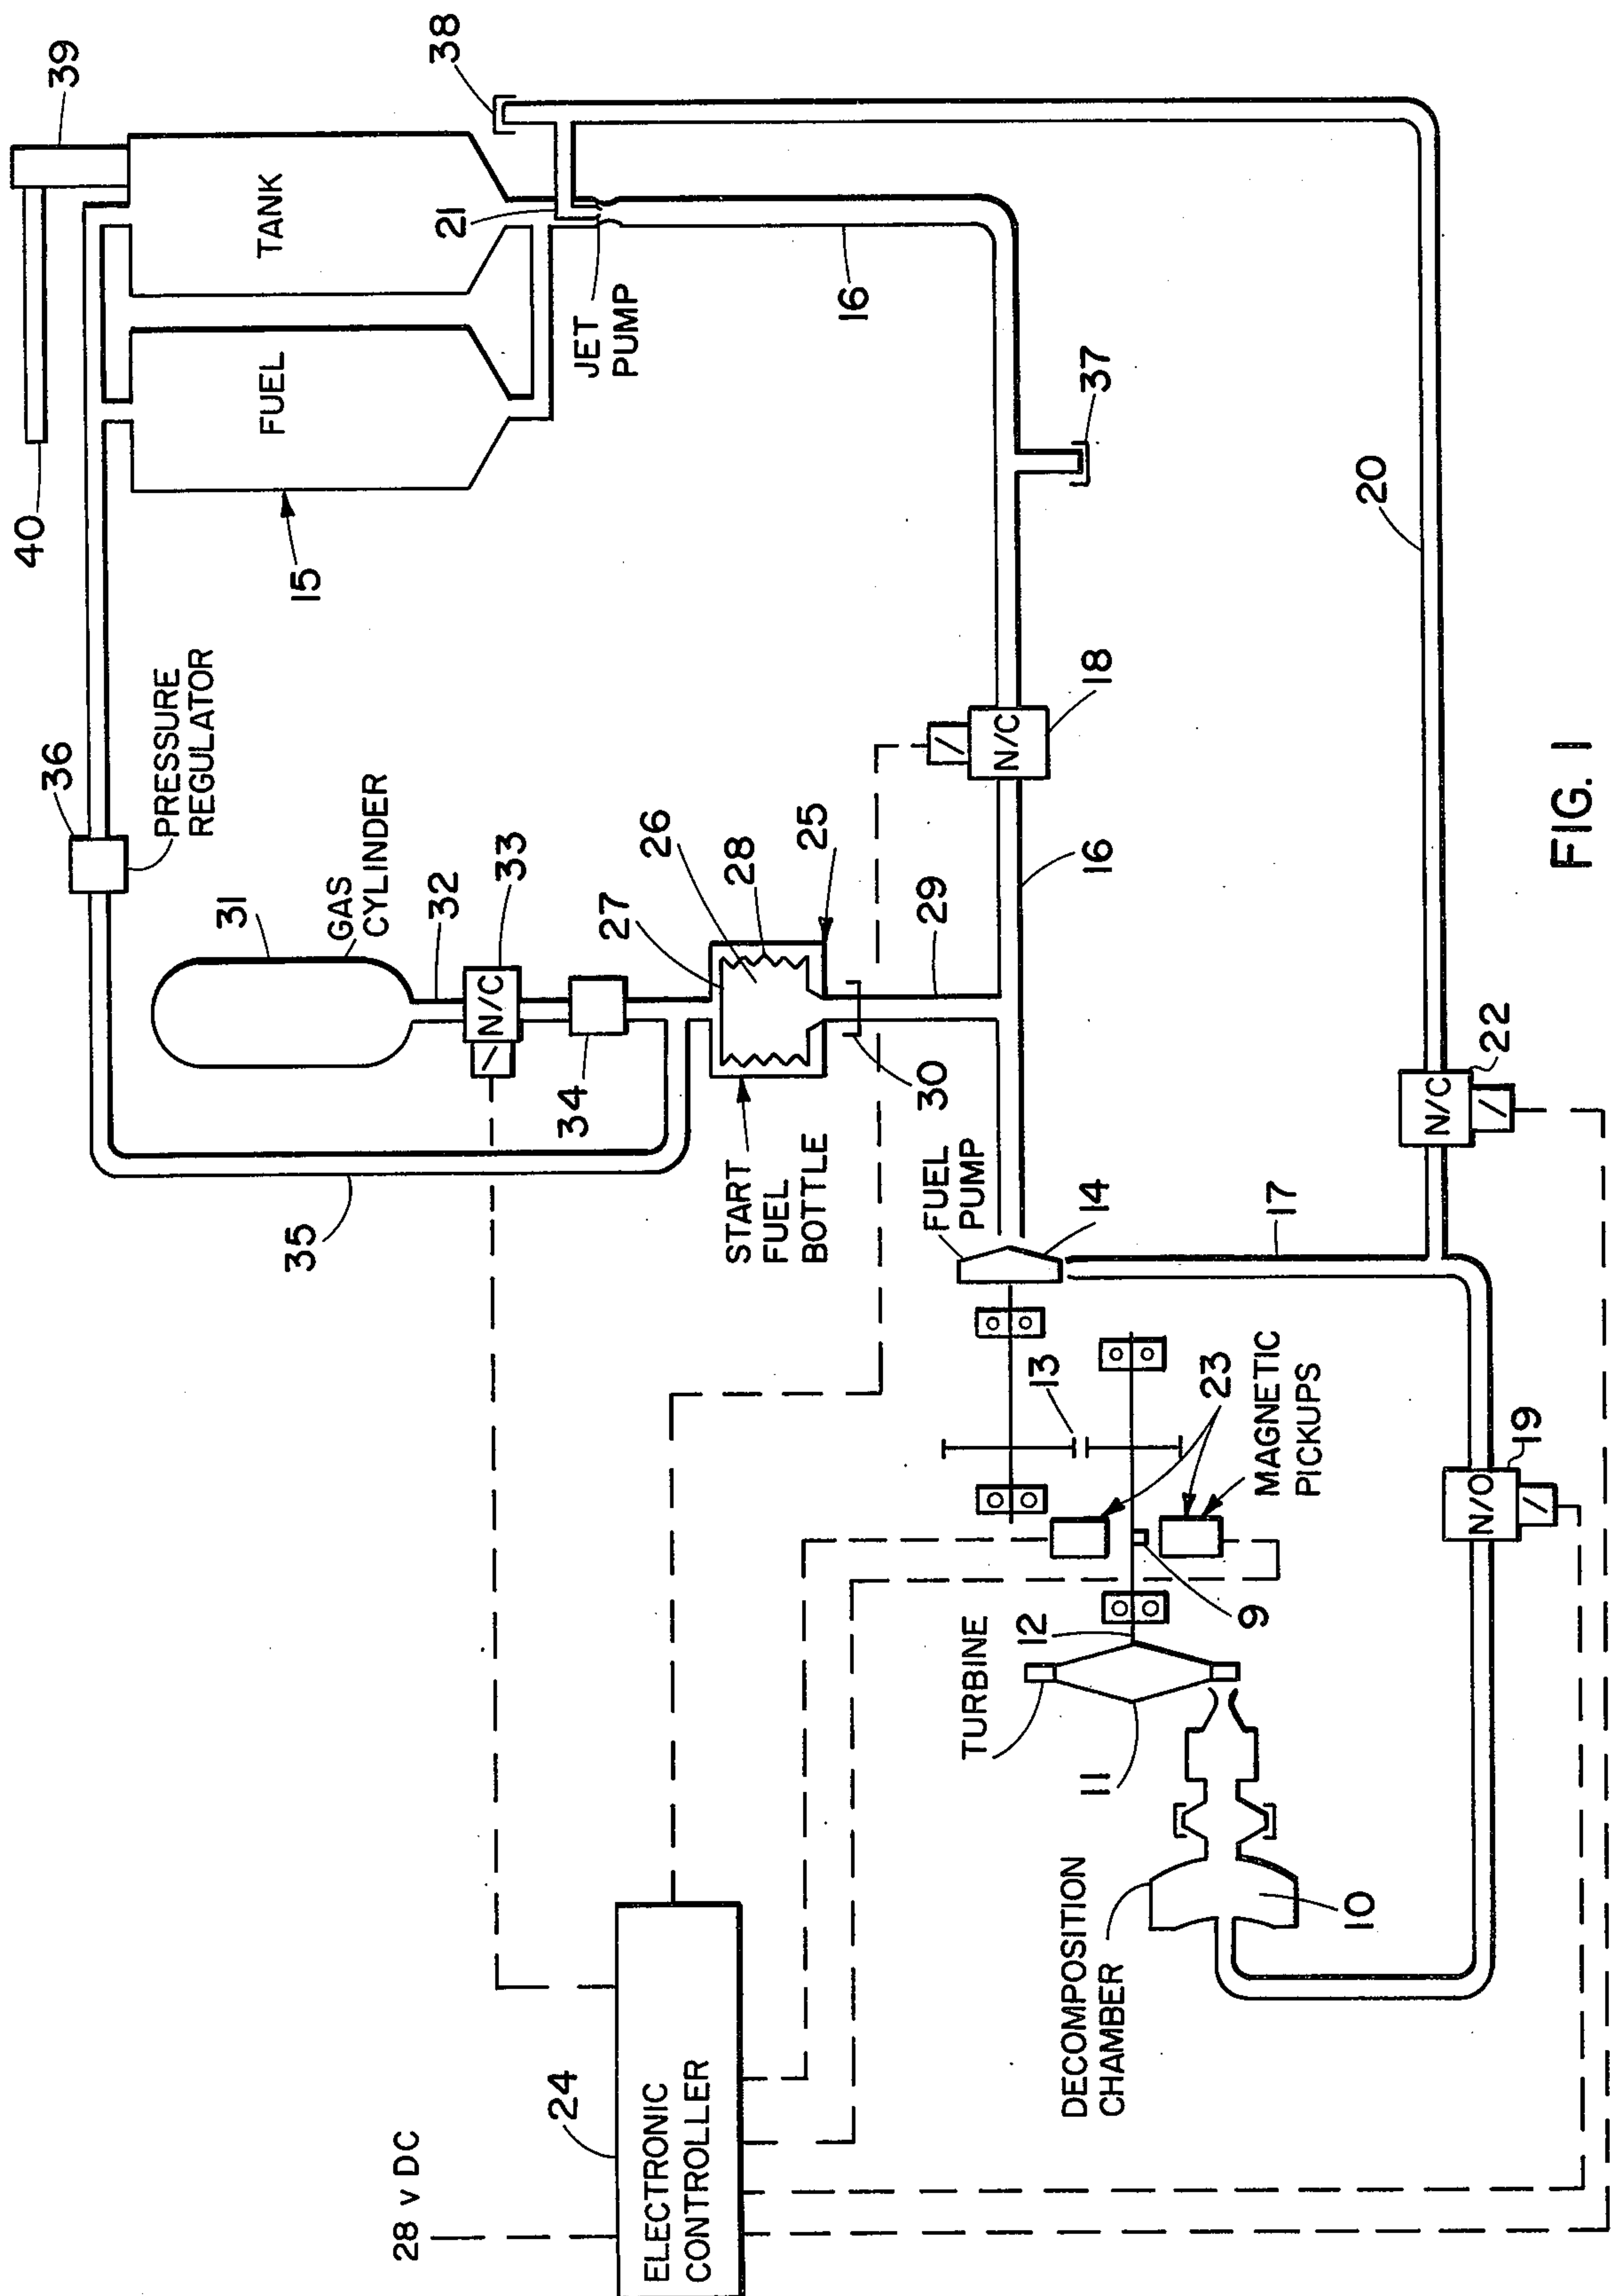 28 v DC
24
ELECTRONIC
CONTROLLER
DECOMPOSITION
CHAMBER
10
11
TURBINE
12
9
MAGNETIC
PICKUPS
23
13
19
N/O
17
14
FUEL
PUMP
35
START
FUEL
BOTTLE
34
30
22
N/C
31
GAS
CYLINDER
32
33
N/C
27
26
28
25
29
16
36
PRESSURE
REGULATOR
18
N/C
20
40
15
FUEL
TANK
JET
PUMP
21
16
37
39
38
FIG. 1